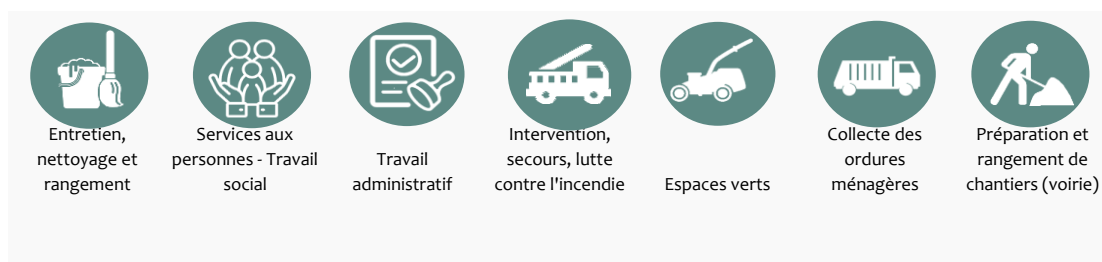 Entretien,
nettoyage et
rangement
Services aux
personnes - Travail
social
Travail
administratif
Intervention,
secours, lutte
contre l'incendie
Espaces verts
Collecte des
ordures
ménagères
Préparation et
rangement de
chantiers (voirie)